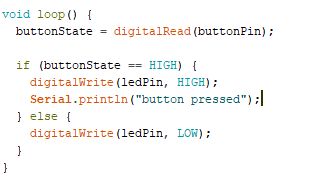 void loop() {
  buttonState = digitalRead(buttonPin);

  if (buttonState == HIGH) {
    digitalWrite(ledPin, HIGH);
    Serial.println("button pressed");
  } else {
    digitalWrite(ledPin, LOW);
  }
}